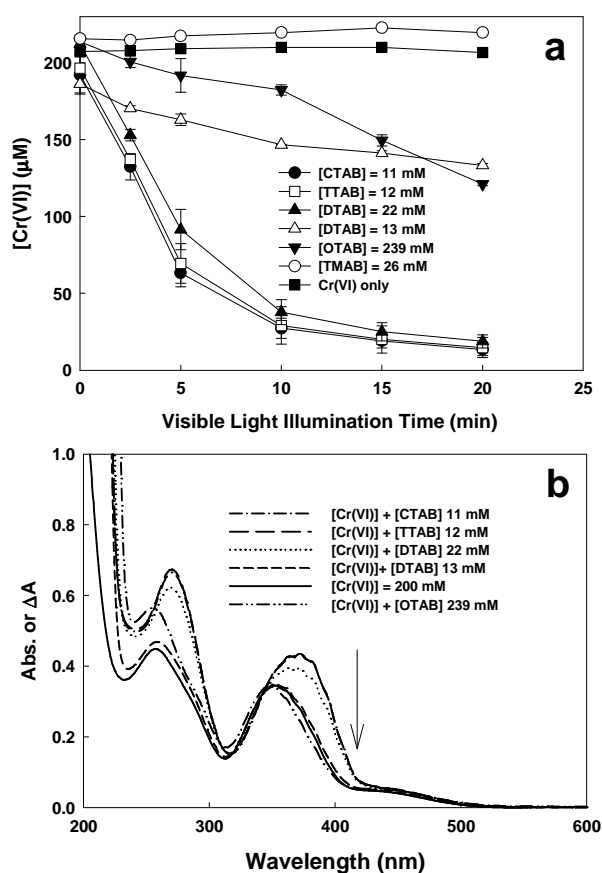 a
[Cr(VI)] (μM)
200
150
100
50
0
[CTAB] = 11 mM
[TTAB] = 12 mM
[DTAB] = 22 mM
[DTAB] = 13 mM
[OTAB] = 239 mM
[TMAB] = 26 mM
Cr(VI) only
0 5 10 15 20 25
Visible Light Illumination Time (min)
b
Abs. or ΔA
1.0
0.8
0.6
0.4
0.2
0.0
[Cr(VI)] + [CTAB] 11 mM
[Cr(VI)] + [TTAB] 12 mM
[Cr(VI)] + [DTAB] 22 mM
[Cr(VI)]+ [DTAB] 13 mM
[Cr(VI)] = 200 mM
[Cr(VI)] + [OTAB] 239 mM
200 300 400 500 600
Wavelength (nm)